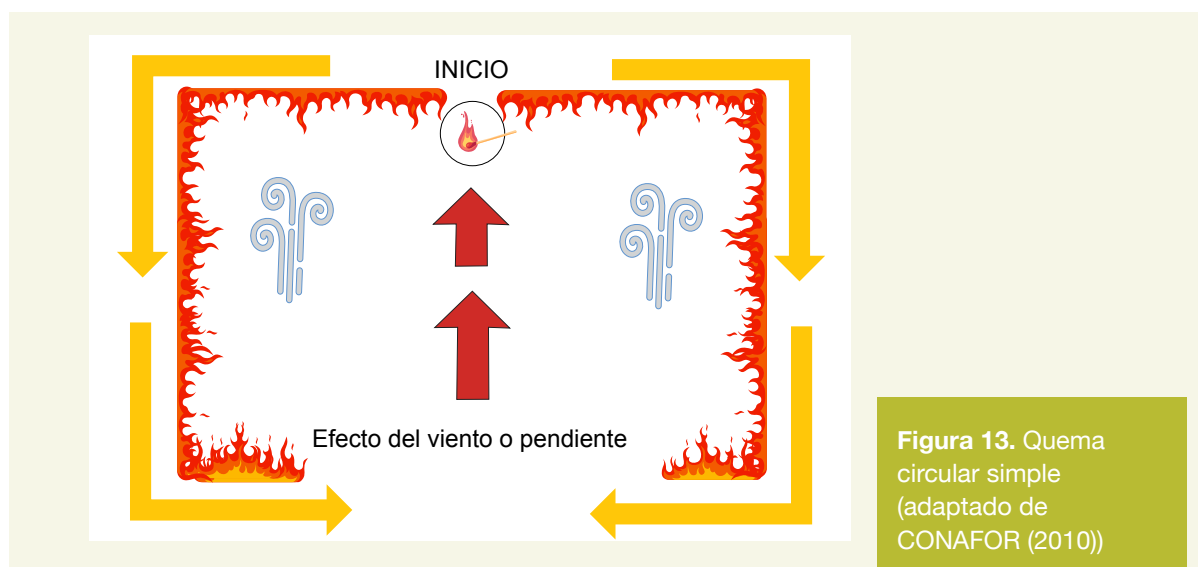 INICIO
Efecto del viento o pendiente
Figura 13. Quema
circular simple
(adaptado de
CONAFOR (2010))